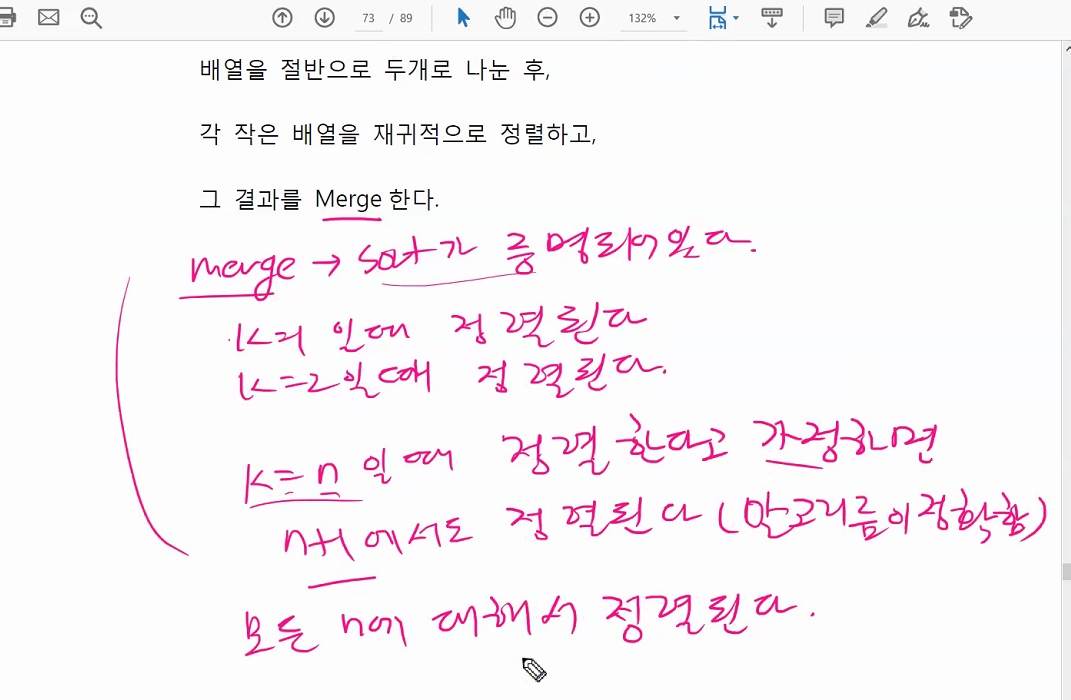 73 / 89 132%
배열을 절반으로 두개로 나눈 후,
각 작은 배열을 재귀적으로 정렬하고,
그 결과를 Merge 한다.
merge → sort가 증명되어 있다.
K=1 일때 정렬된다
K=2일때 정렬된다.
K=n 일때 정렬한다고 가정하면
n+1에서도 정렬된다 (알고리즘이 정확함)
모든 n에 대해서 정렬된다.